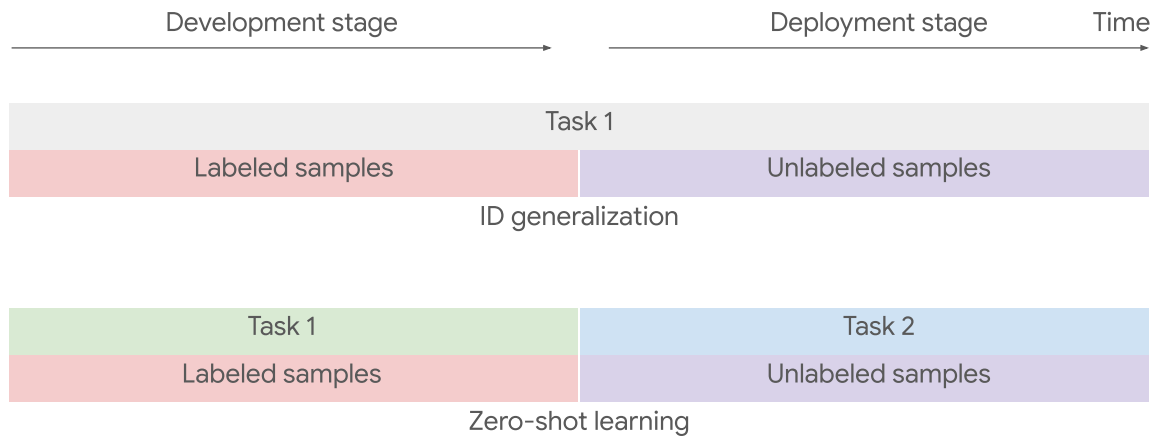 Development stage
Deployment stage
Time
Task 1
Labeled samples
Unlabeled samples
ID generalization
Task 1
Task 2
Labeled samples
Unlabeled samples
Zero-shot learning